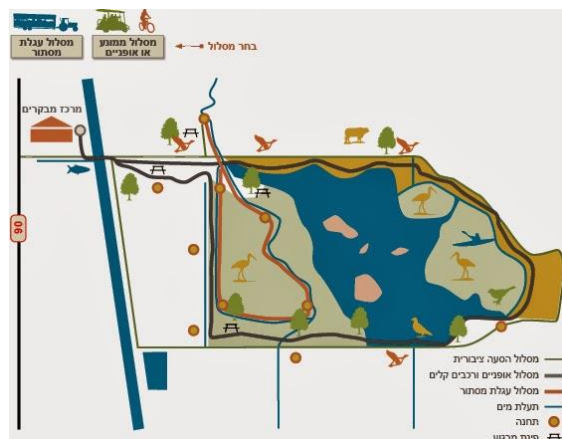 מסלול עגלת
מסתור
מסלול ממונע
או אופניים
בחר מסלול
מרכז מבקרים
90
מסלול הסעה ציבורית
מסלול אופניים ורכבים קלים
מסלול עגלת מסתור
תעלת מים
תחנה